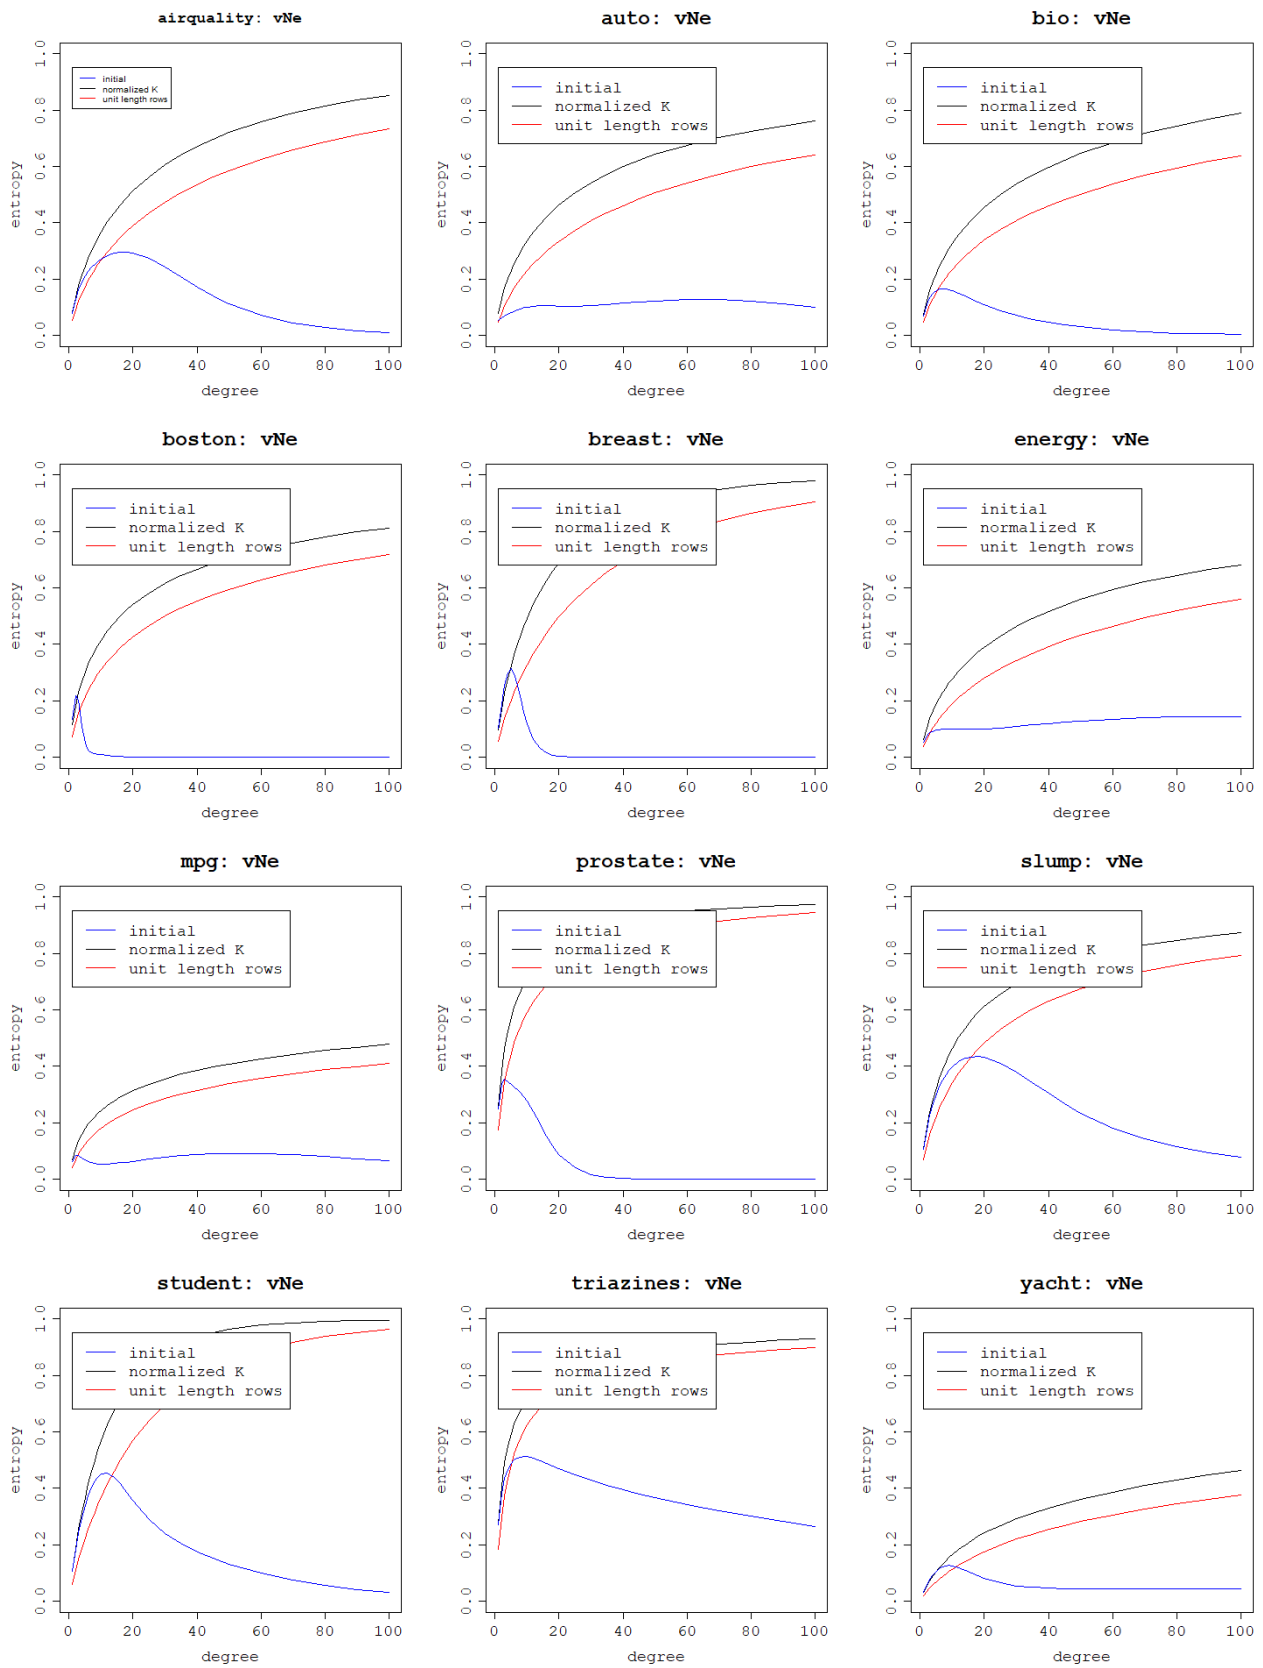 airquality: vNe
auto: vNe
bio: vNe
entropy
0.0 0.2 0.4 0.6 0.8 1.0
initial
normalized K
unit length rows
0 20 40 60 80 100
degree
entropy
0.0 0.2 0.4 0.6 0.8 1.0
initial
normalized K
unit length rows
0 20 40 60 80 100
degree
entropy
0.0 0.2 0.4 0.6 0.8 1.0
initial
normalized K
unit length rows
0 20 40 60 80 100
degree
boston: vNe
breast: vNe
energy: vNe
entropy
0.0 0.2 0.4 0.6 0.8 1.0
initial
normalized K
unit length rows
0 20 40 60 80 100
degree
entropy
0.0 0.2 0.4 0.6 0.8 1.0
initial
normalized K
unit length rows
0 20 40 60 80 100
degree
entropy
0.0 0.2 0.4 0.6 0.8 1.0
initial
normalized K
unit length rows
0 20 40 60 80 100
degree
mpg: vNe
prostate: vNe
slump: vNe
entropy
0.0 0.2 0.4 0.6 0.8 1.0
initial
normalized K
unit length rows
0 20 40 60 80 100
degree
entropy
0.0 0.2 0.4 0.6 0.8 1.0
initial
normalized K
unit length rows
0 20 40 60 80 100
degree
entropy
0.0 0.2 0.4 0.6 0.8 1.0
initial
normalized K
unit length rows
0 20 40 60 80 100
degree
student: vNe
triazines: vNe
yacht: vNe
entropy
0.0 0.2 0.4 0.6 0.8 1.0
initial
normalized K
unit length rows
0 20 40 60 80 100
degree
entropy
0.0 0.2 0.4 0.6 0.8 1.0
initial
normalized K
unit length rows
0 20 40 60 80 100
degree
entropy
0.0 0.2 0.4 0.6 0.8 1.0
initial
normalized K
unit length rows
0 20 40 60 80 100
degree